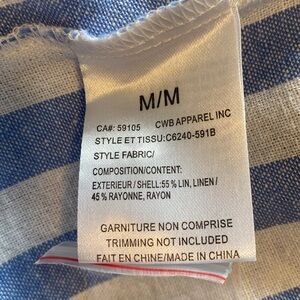 M/M
CA#: 59105 CWB APPAREL INC
STYLE ET TISSU:C6240-591B
STYLE FABRIC/
COMPOSITION/CONTENT:
EXTERIEUR/SHELL:55% LIN, LINEN/
45% RAYONNE, RAYON
GARNITURE NON COMPRISE
TRIMMING NOT INCLUDED
FAIT EN CHINE/MADE IN CHINA